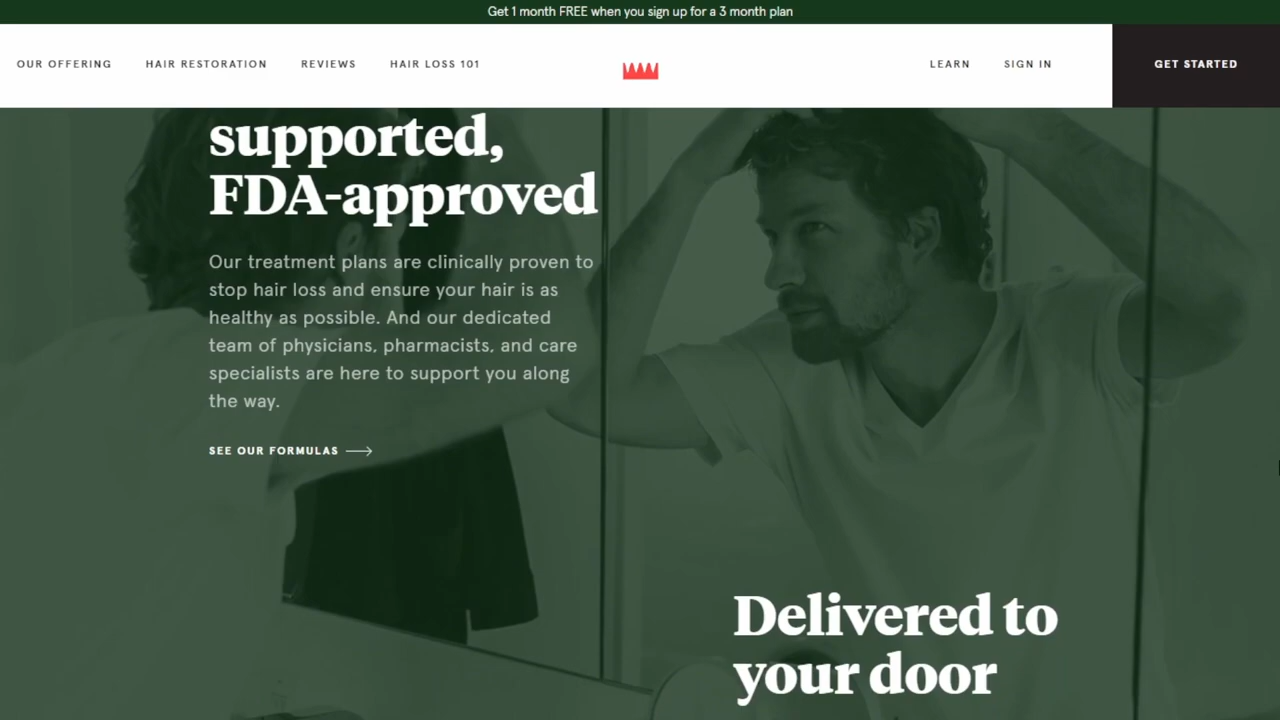 Get 1 month FREE when you sign up for a 3 month plan
OUR OFFERING HAIR RESTORATION REVIEWS HAIR LOSS 101 LEARN SIGN IN GET STARTED
supported,
FDA-approved
Our treatment plans are clinically proven to
stop hair loss and ensure your hair is as
healthy as possible. And our dedicated
team of physicians, pharmacists, and care
specialists are here to support you along
the way.
SEE OUR FORMULAS
Delivered to
your door